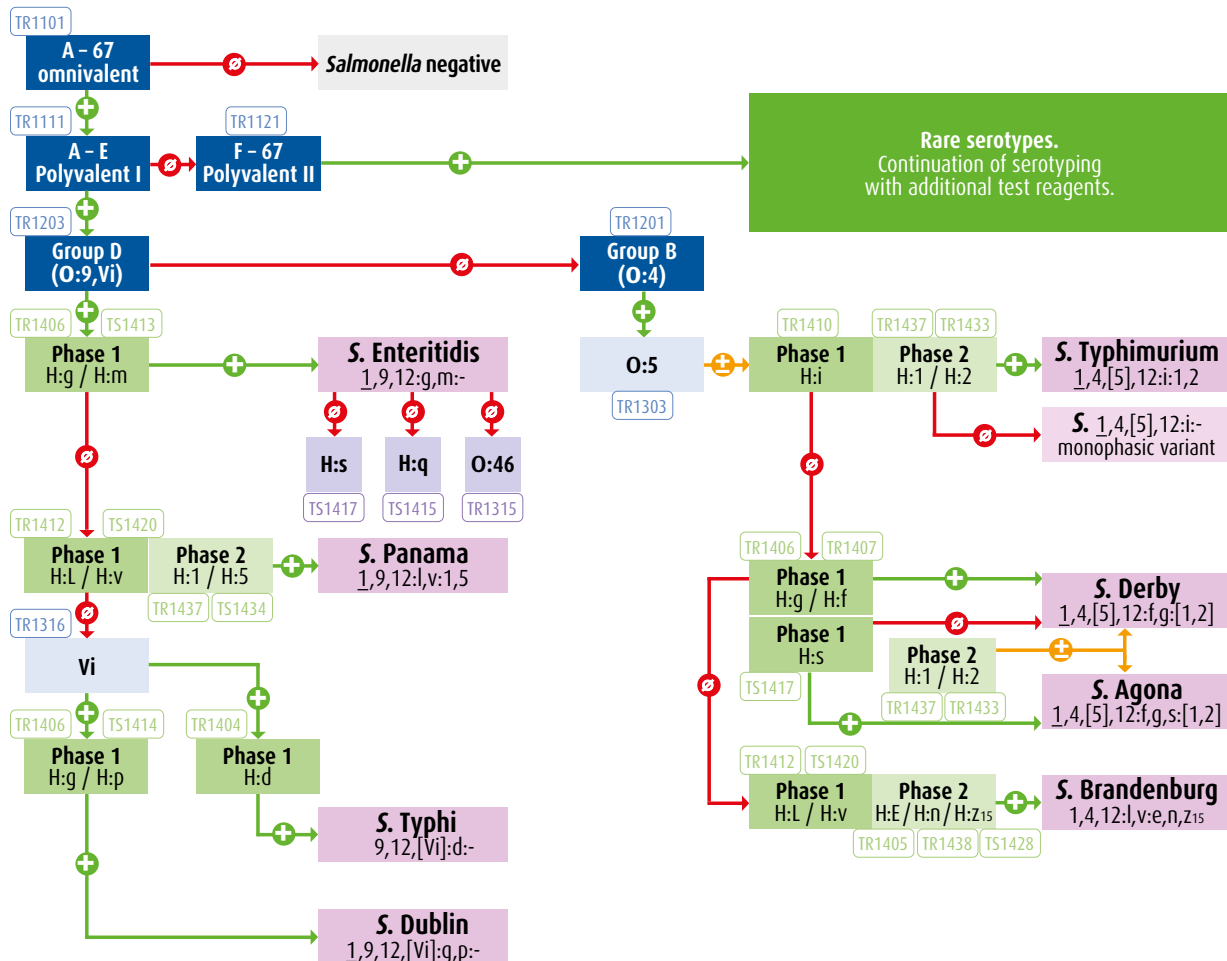 TR1101
A – 67
omnivalent
Salmonella negative
TR1111
A – E
Polyvalent I
TR1121
F – 67
Polyvalent II
Rare serotypes.
Continuation of serotyping
with additional test reagents.
TR1203
Group D
(O:9,Vi)
TR1201
Group B
(O:4)
TR1406 TS1413
Phase 1
H:g / H:m
S. Enteritidis
1,9,12:g,m:-
H:s
H:q
O:46
TS1417
TS1415
TR1315
O:5
TR1303
TR1410
Phase 1
H:i
TR1437 TR1433
Phase 2
H:1 / H:2
S. Typhimurium
1,4,[5],12:i:1,2
S. 1,4,[5],12:i:-
monophasic variant
TR1412 TS1420
Phase 1
H:L / H:v
Phase 2
H:1 / H:5
TR1437 TS1434
S. Panama
1,9,12:l,v:1,5
TR1316
Vi
TR1406 TS1414
Phase 1
H:g / H:p
TR1404
Phase 1
H:d
S. Typhi
9,12,[Vi]:d:-
S. Dublin
1,9,12,[Vi]:g,p:-
TR1406 TR1407
Phase 1
H:g / H:f
Phase 1
H:s
TS1417
Phase 2
H:1 / H:2
TR1437 TR1433
S. Derby
1,4,[5],12:f,g:[1,2]
S. Agona
1,4,[5],12:f,g,s:[1,2]
TR1412 TS1420
Phase 1
H:L / H:v
Phase 2
H:E / H:n / H:z15
TR1405 TR1438 TS1428
S. Brandenburg
1,4,12:l,v:e,n,z15